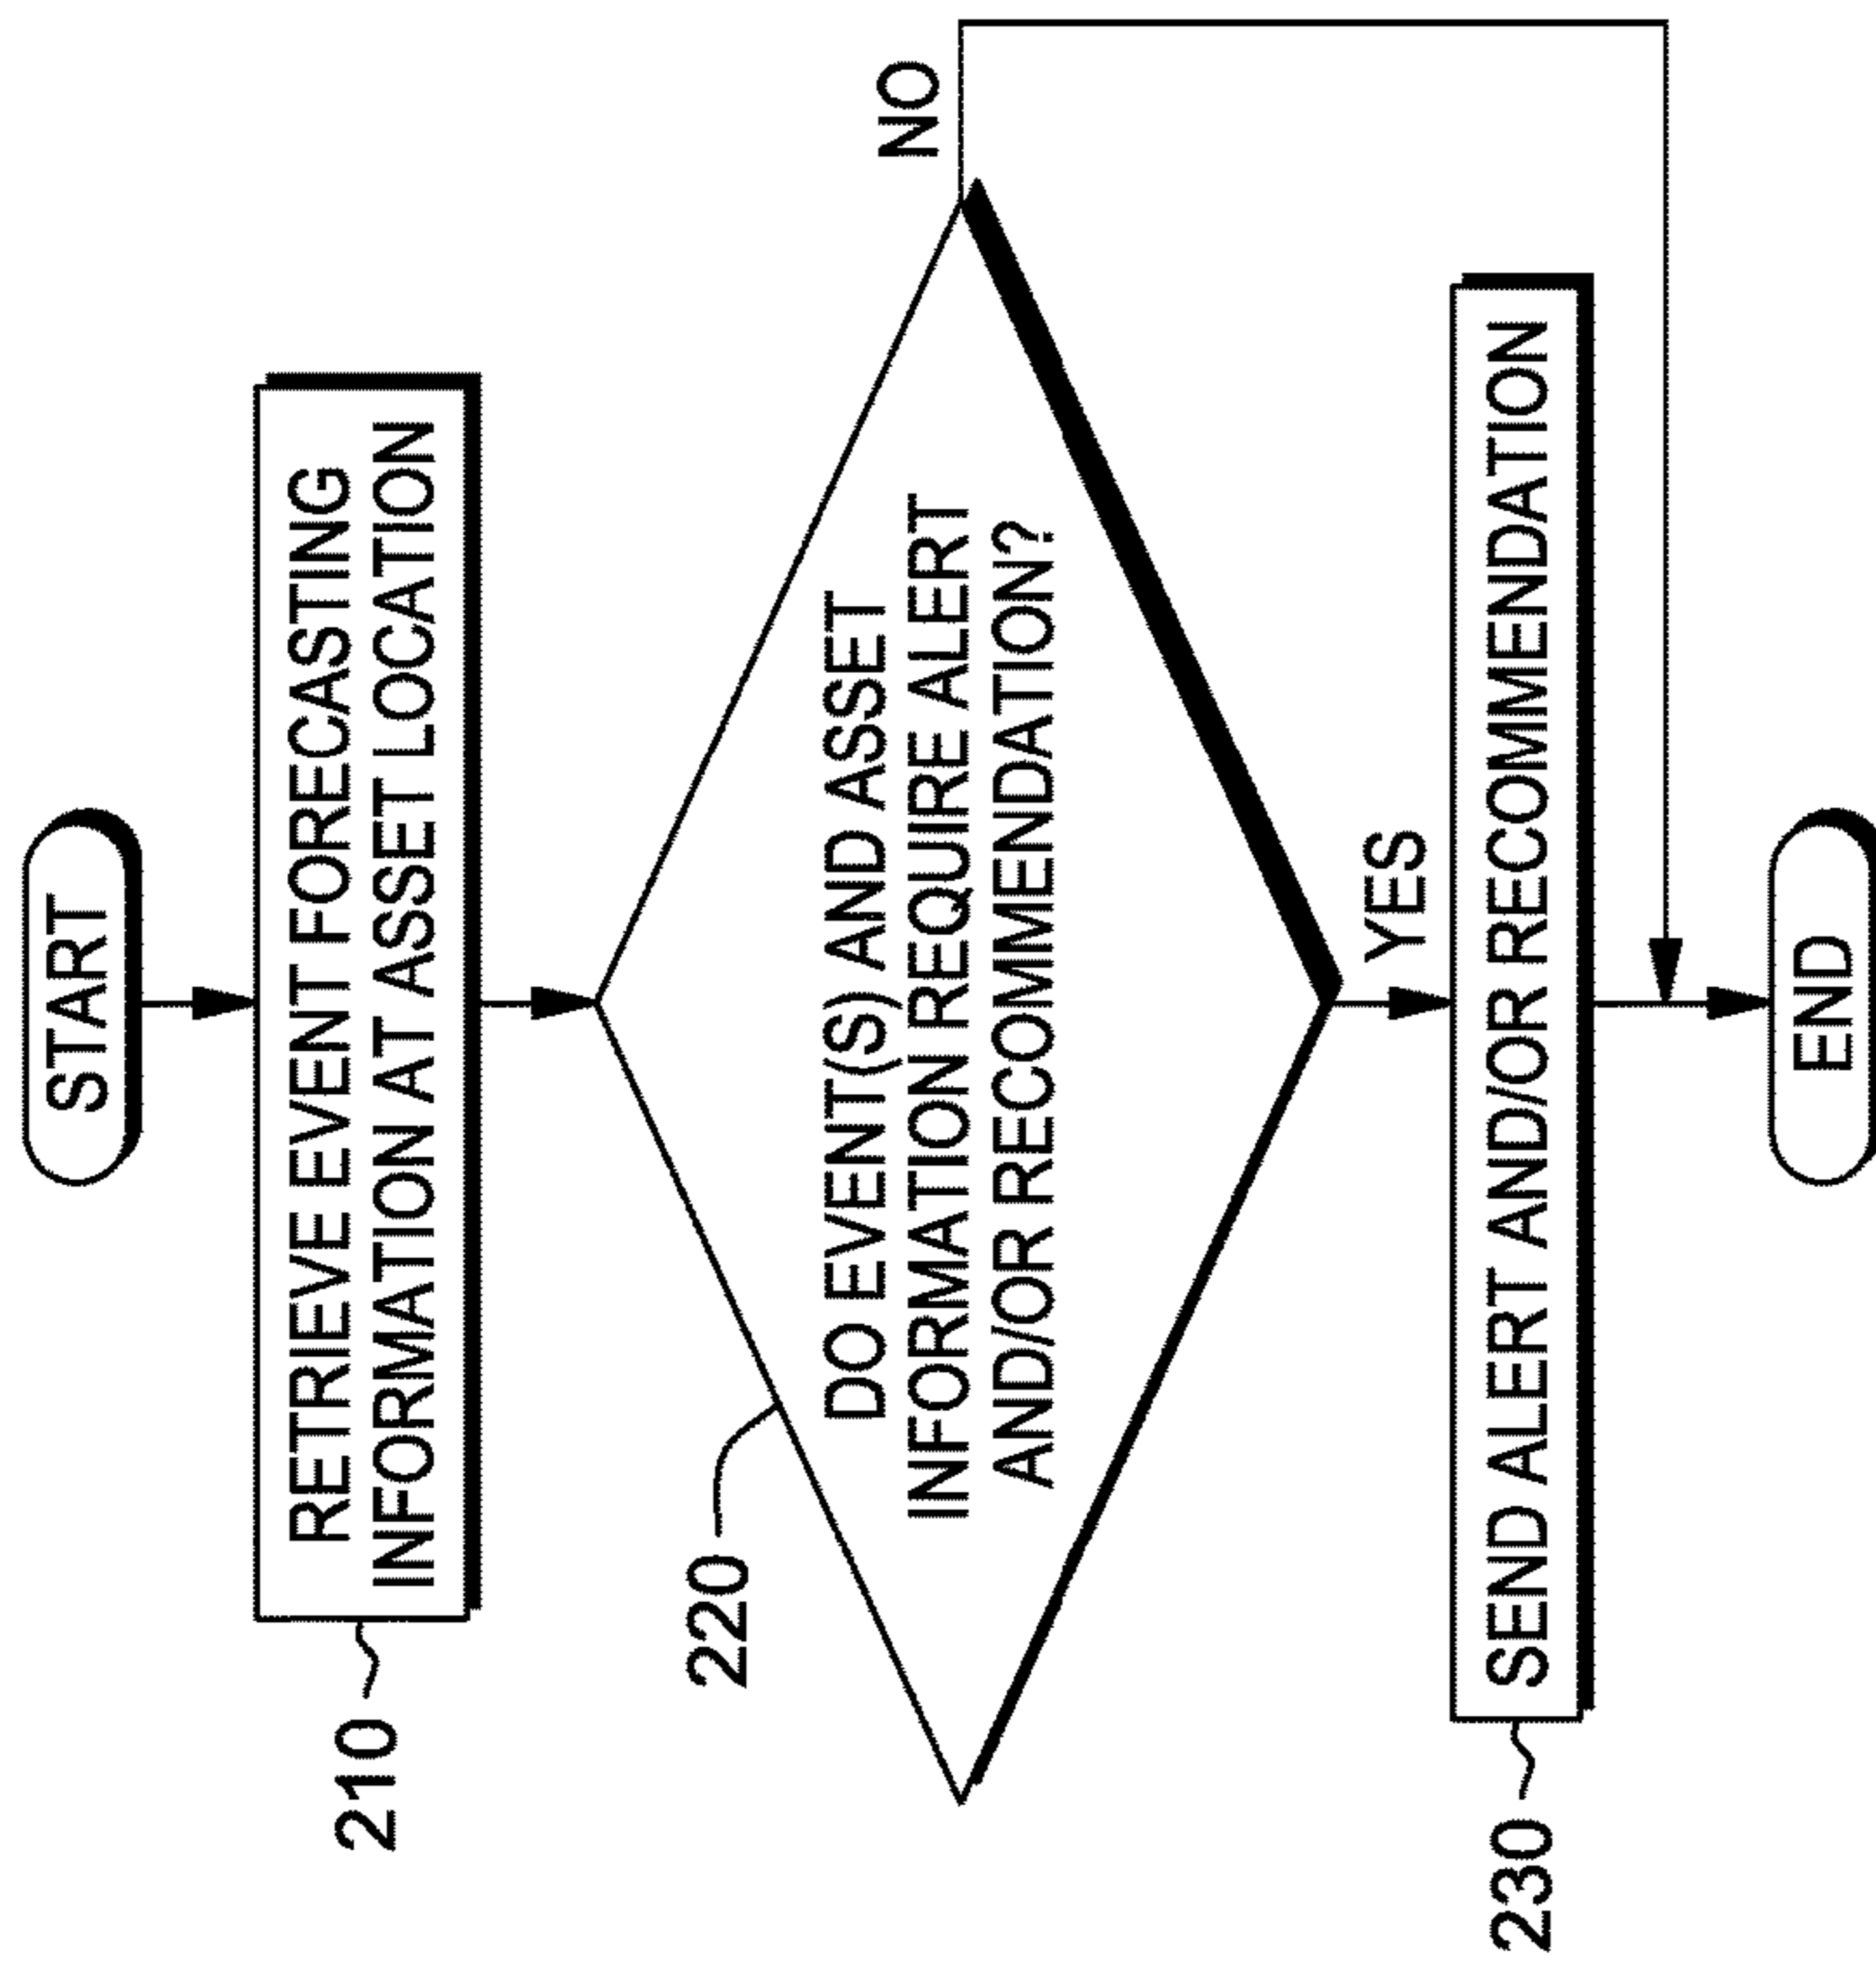 START
210
RETRIEVE EVENT FORECASTING
INFORMATION AT ASSET LOCATION
220
DO EVENT(S) AND ASSET
INFORMATION REQUIRE ALERT
AND/OR RECOMMENDATION?
NO
YES
230
SEND ALERT AND/OR RECOMMENDATION
END